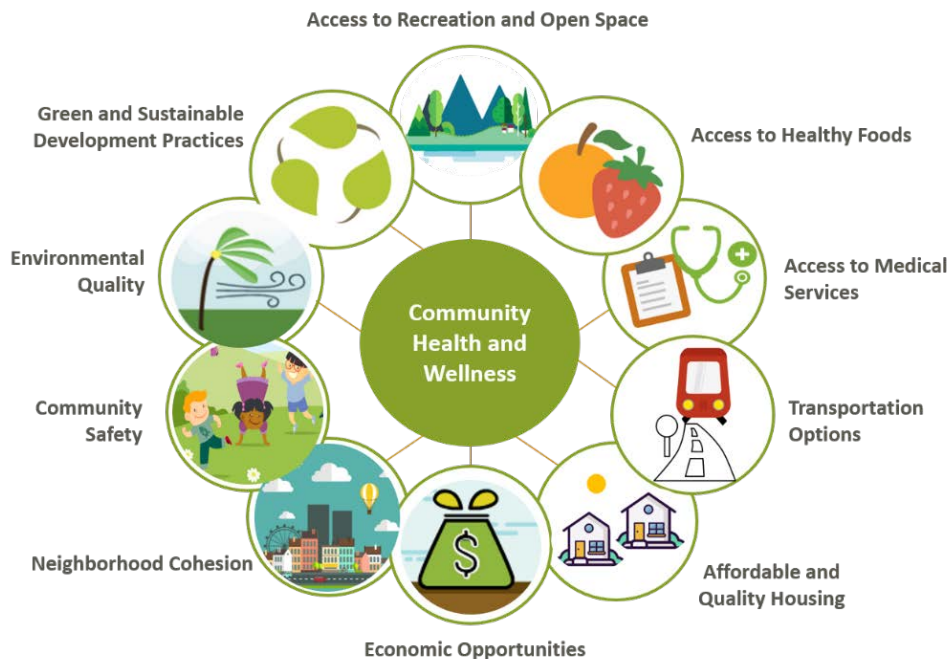 Access to Recreation and Open Space
Green and Sustainable
Development Practices
Access to Healthy Foods
Environmental
Quality
Access to Medical
Services
Community
Health and
Wellness
Community
Safety
Transportation
Options
Neighborhood Cohesion
$
Affordable and
Quality Housing
Economic Opportunities